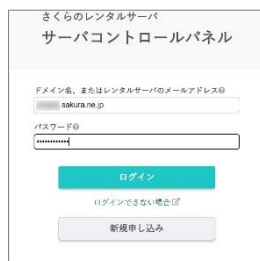 さくらのレンタルサーバ
サーバコントロールパネル
ドメイン名、またはレンタルサーバのメールアドレス
.sakura.ne.jp
パスワード
••••••••••••
ログイン
ログインできない場合
新規申し込み